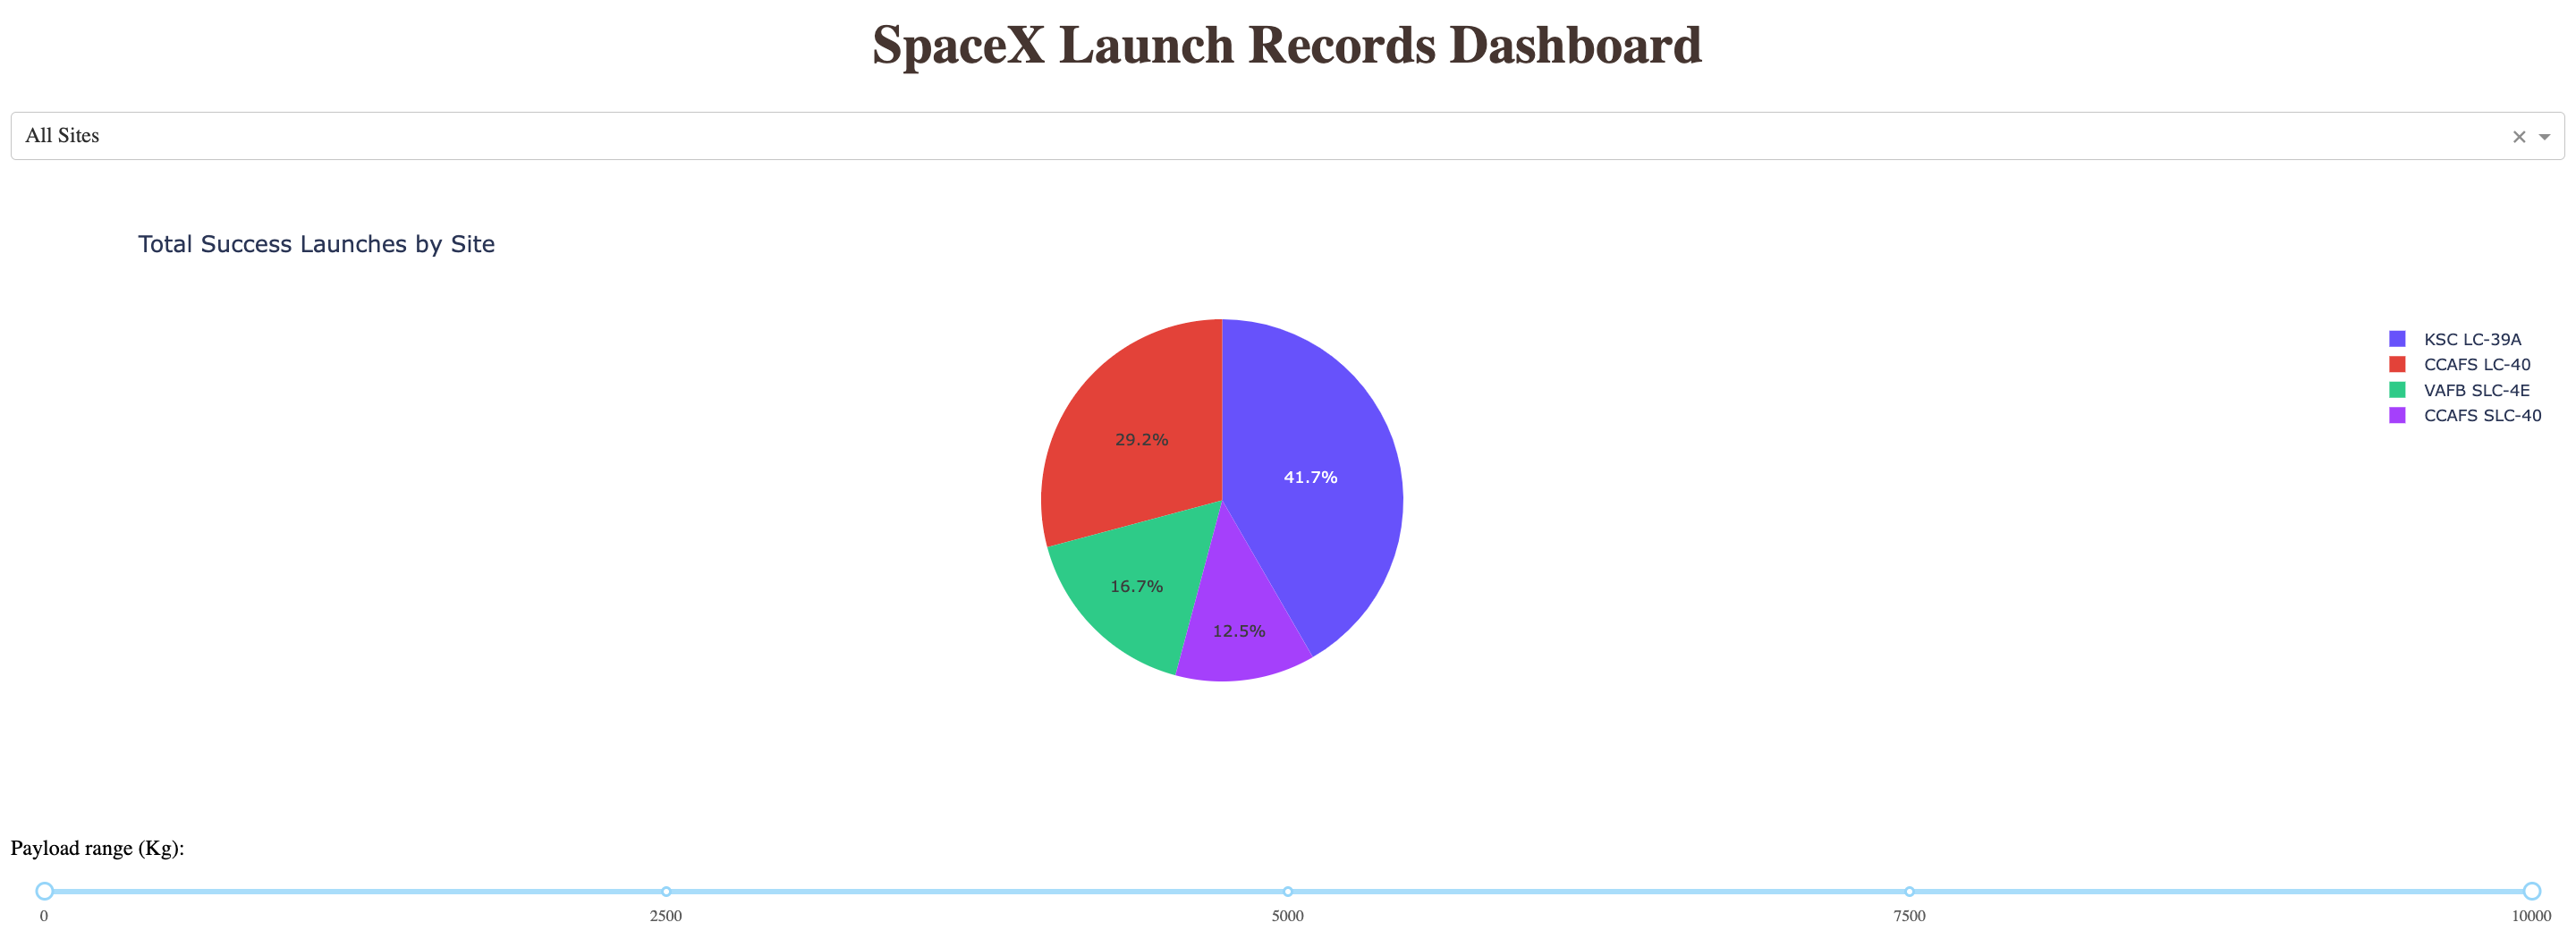 SpaceX Launch Records Dashboard
All Sites
Total Success Launches by Site
KSC LC-39A
CCAFS LC-40
VAFB SLC-4E
CCAFS SLC-40
29.2%
41.7%
16.7%
12.5%
Payload range (Kg):
0 2500 5000 7500 10000